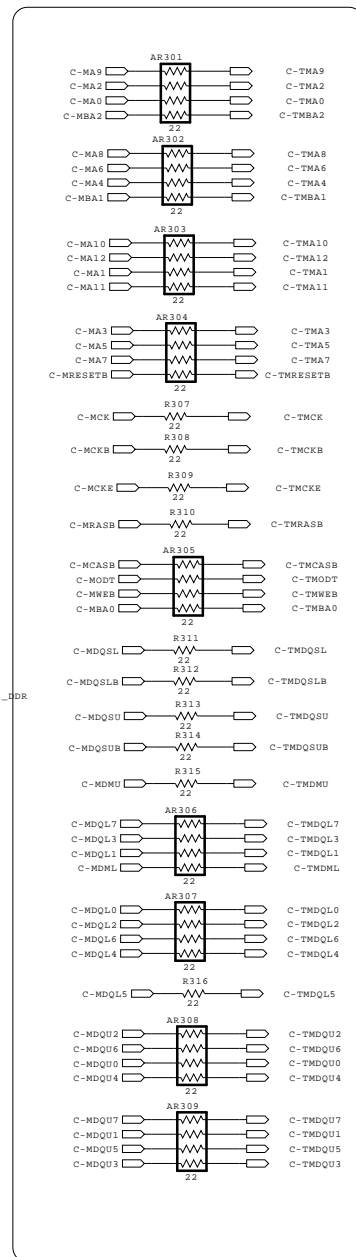 AR301
C-MA9 C-TMA9
C-MA2 C-TMA2
C-MA0 C-TMA0
C-MBA2 C-TMBA2
22
AR302
C-MA8 C-TMA8
C-MA6 C-TMA6
C-MA4 C-TMA4
C-MBA1 C-TMBA1
22
AR303
C-MA10 C-TMA10
C-MA12 C-TMA12
C-MA1 C-TMA1
C-MA11 C-TMA11
22
AR304
C-MA3 C-TMA3
C-MA5 C-TMA5
C-MA7 C-TMA7
C-MRESETB C-TMRESETB
22
R307
C-MCK C-TMCK
22
R308
C-MCKB C-TMCKB
22
R309
C-MCKE C-TMCKE
22
R310
C-MRASB C-TMRASB
22
AR305
C-MCASB C-TMCASB
C-MODT C-TMODT
C-MWEB C-TMWEB
C-MBA0 C-TMBA0
22
R311
C-MDQSL C-TMDQSL
22
R312
C-MDQSLB C-TMDQSLB
22
_DDR
R313
C-MDQSU C-TMDQSU
22
R314
C-MDQSUB C-TMDQSUB
22
R315
C-MDMU C-TMDMU
22
AR306
C-MDQL7 C-TMDQL7
C-MDQL3 C-TMDQL3
C-MDQL1 C-TMDQL1
C-MDML C-TMDML
22
AR307
C-MDQL0 C-TMDQL0
C-MDQL2 C-TMDQL2
C-MDQL6 C-TMDQL6
C-MDQL4 C-TMDQL4
22
R316
C-MDQL5 C-TMDQL5
22
AR308
C-MDQU2 C-TMDQU2
C-MDQU6 C-TMDQU6
C-MDQU0 C-TMDQU0
C-MDQU4 C-TMDQU4
22
AR309
C-MDQU7 C-TMDQU7
C-MDQU1 C-TMDQU1
C-MDQU5 C-TMDQU5
C-MDQU3 C-TMDQU3
22